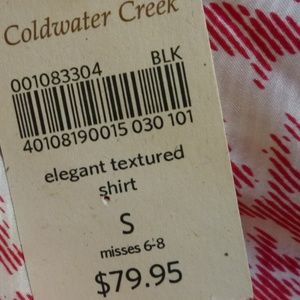 Coldwater Creek
001083304 BLK
40108190015 030 101
elegant textured
shirt
S
misses 6-8
$79.95